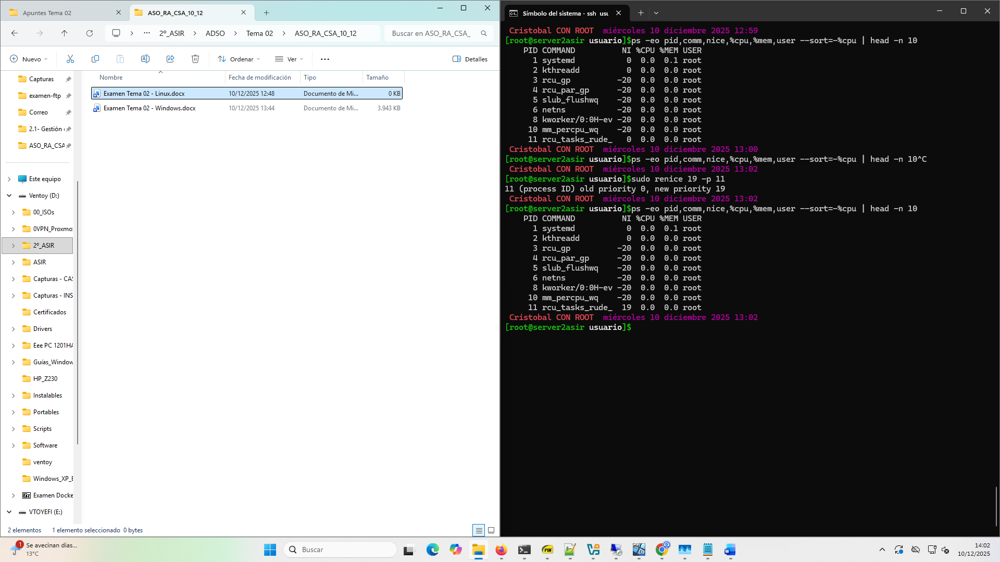 Apuntes Tema 02
ASO_RA_CSA_10_12
2º_ASIR
ADSO
Tema 02
ASO_RA_CSA_10_12
Buscar en ASO_RA_CSA_
Nuevo
Ordenar
Ver
Detalles
Nombre
Fecha de modificación
Tipo
Tamaño
Examen Tema 02 - Linux.docx 10/12/2025 12:48 Documento de Mi... 0 KB
Examen Tema 02 - Windows.docx 10/12/2025 13:44 Documento de Mi... 3.943 KB
Capturas
examen-ftp
Correo
2.1- Gestión
ASO_RA_CSA
Este equipo
Ventoy (D:)
00_ISOs
0VPN_Proxmo
2º_ASIR
ASIR
Capturas - CAS
Capturas - INS
Certificados
Drivers
Eee PC 1201HA
Guías_Window
HP_Z230
Instalables
Portables
Scripts
Software
ventoy
Windows_XP_E
Examen Docke
VTOYEFI (E:)
2 elementos
1 elemento seleccionado 0 bytes
Símbolo del sistema - ssh usu
Cristobal CON ROOT miércoles 10 diciembre 2025 12:59
[root@server2asir usuario]$ps -eo pid,comm,nice,%cpu,%mem,user --sort=-%cpu | head -n 10
PID COMMAND NI %CPU %MEM USER
1 systemd 0 0.0 0.1 root
2 kthreadd 0 0.0 0.0 root
3 rcu_gp -20 0.0 0.0 root
4 rcu_par_gp -20 0.0 0.0 root
5 slub_flushwq -20 0.0 0.0 root
6 netns -20 0.0 0.0 root
8 kworker/0:0H-ev -20 0.0 0.0 root
10 mm_percpu_wq -20 0.0 0.0 root
11 rcu_tasks_rude_ 0 0.0 0.0 root
Cristobal CON ROOT miércoles 10 diciembre 2025 13:00
[root@server2asir usuario]$ps -eo pid,comm,nice,%cpu,%mem,user --sort=-%cpu | head -n 10^C
Cristobal CON ROOT miércoles 10 diciembre 2025 13:02
[root@server2asir usuario]$sudo renice 19 -p 11
11 (process ID) old priority 0, new priority 19
Cristobal CON ROOT miércoles 10 diciembre 2025 13:02
[root@server2asir usuario]$ps -eo pid,comm,nice,%cpu,%mem,user --sort=-%cpu | head -n 10
PID COMMAND NI %CPU %MEM USER
1 systemd 0 0.0 0.1 root
2 kthreadd 0 0.0 0.0 root
3 rcu_gp -20 0.0 0.0 root
4 rcu_par_gp -20 0.0 0.0 root
5 slub_flushwq -20 0.0 0.0 root
6 netns -20 0.0 0.0 root
8 kworker/0:0H-ev -20 0.0 0.0 root
10 mm_percpu_wq -20 0.0 0.0 root
11 rcu_tasks_rude_ 19 0.0 0.0 root
Cristobal CON ROOT miércoles 10 diciembre 2025 13:02
[root@server2asir usuario]$
1
Se avecinan días...
13°C
Buscar
PDF
14:02
10/12/2025